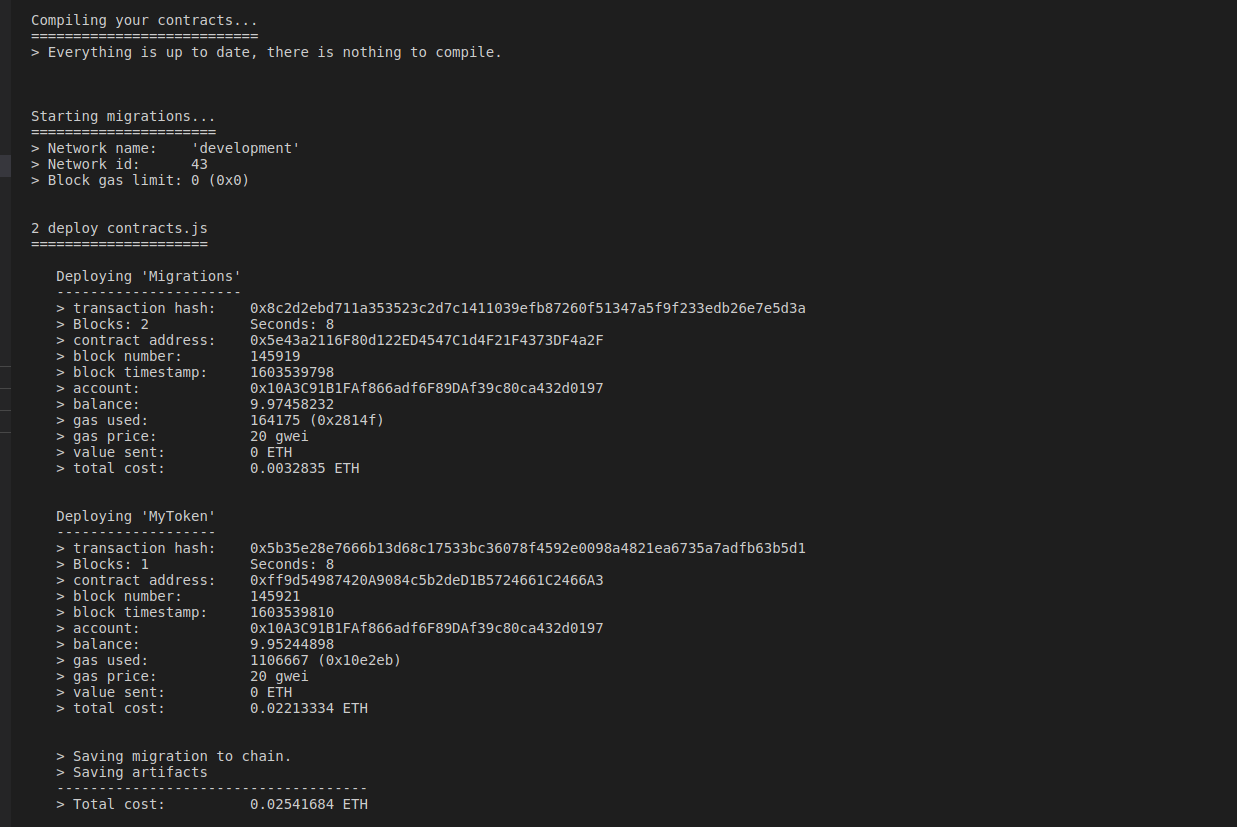 Compiling your contracts...
===========================
> Everything is up to date, there is nothing to compile.
Starting migrations...
======================
> Network name:    'development'
> Network id:      43
> Block gas limit: 0 (0x0)
2 deploy contracts.js
=====================
Deploying 'Migrations'
----------------------
> transaction hash:    0x8c2d2ebd711a353523c2d7c1411039efb87260f51347a5f9f233edb26e7e5d3a
> Blocks: 2            Seconds: 8
> contract address:    0x5e43a2116F80d122ED4547C1d4F21F4373DF4a2F
> block number:        145919
> block timestamp:     1603539798
> account:             0x10A3C91B1FAf866adf6F89DAf39c80ca432d0197
> balance:             9.97458232
> gas used:            164175 (0x2814f)
> gas price:           20 gwei
> value sent:          0 ETH
> total cost:          0.0032835 ETH
Deploying 'MyToken'
-------------------
> transaction hash:    0x5b35e28e7666b13d68c17533bc36078f4592e0098a4821ea6735a7adfb63b5d1
> Blocks: 1            Seconds: 8
> contract address:    0xff9d54987420A9084c5b2deD1B5724661C2466A3
> block number:        145921
> block timestamp:     1603539810
> account:             0x10A3C91B1FAf866adf6F89DAf39c80ca432d0197
> balance:             9.95244898
> gas used:            1106667 (0x10e2eb)
> gas price:           20 gwei
> value sent:          0 ETH
> total cost:          0.02213334 ETH
> Saving migration to chain.
> Saving artifacts
-------------------------------------
> Total cost:          0.02541684 ETH